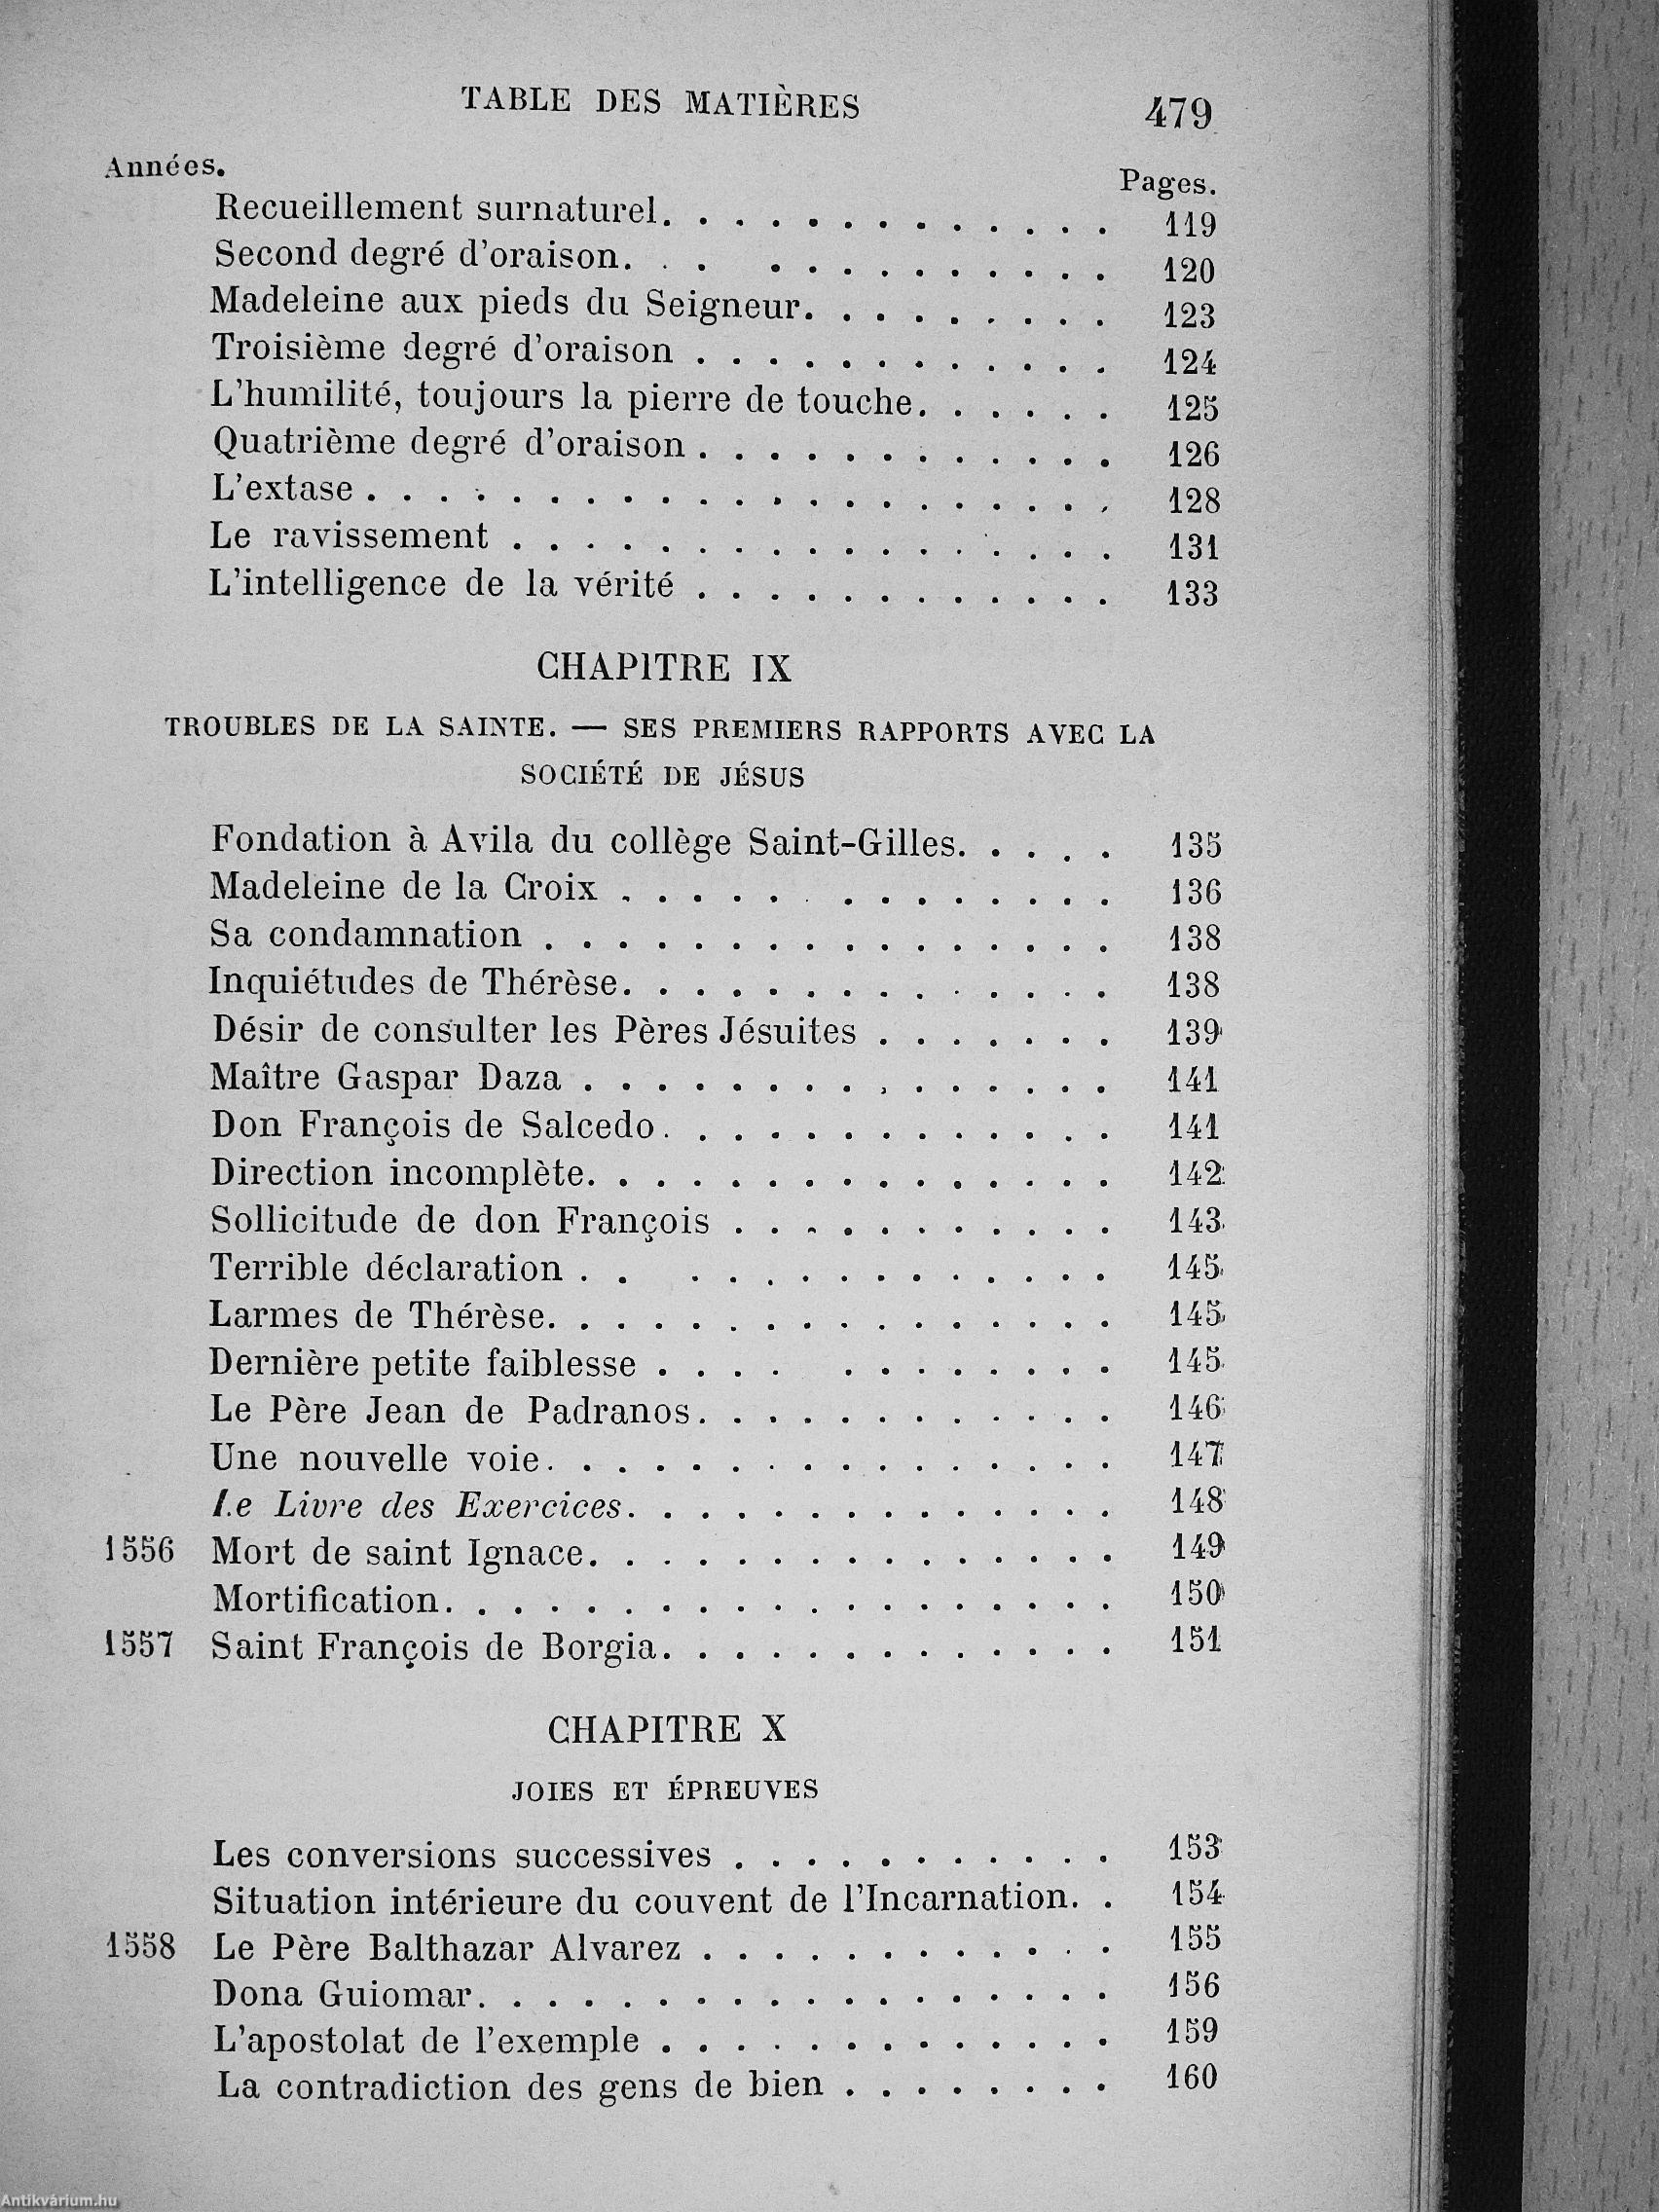 TABLE DES MATIÈRES 479
Années. Pages.
Recueillement surnaturel. . . . . . . . . . . . . 119
Second degré d'oraison. . . . . . . . . . . . . 120
Madeleine aux pieds du Seigneur. . . . . . . . . 123
Troisième degré d'oraison . . . . . . . . . . . . 124
L'humilité, toujours la pierre de touche. . . . . . 125
Quatrième degré d'oraison . . . . . . . . . . . . 126
L'extase . . . . . . . . . . . . . . . . . . . . . 128
Le ravissement . . . . . . . . . . . . . . . . . 131
L'intelligence de la vérité . . . . . . . . . . . . 133
CHAPITRE IX
TROUBLES DE LA SAINTE. — SES PREMIERS RAPPORTS AVEC LA
SOCIÉTÉ DE JÉSUS
Fondation à Avila du collège Saint-Gilles. . . . . 135
Madeleine de la Croix . . . . . . . . . . . . . . 136
Sa condamnation . . . . . . . . . . . . . . . . 138
Inquiétudes de Thérèse. . . . . . . . . . . . . . 138
Désir de consulter les Pères Jésuites . . . . . . . 139
Maître Gaspar Daza . . . . . . . . . . . . . . . 141
Don François de Salcedo. . . . . . . . . . . . . 141
Direction incomplète. . . . . . . . . . . . . . . 142
Sollicitude de don François . . . . . . . . . . . 143
Terrible déclaration . . . . . . . . . . . . . . 145
Larmes de Thérèse. . . . . . . . . . . . . . . . 145
Dernière petite faiblesse . . . . . . . . . . . . 145
Le Père Jean de Padranos. . . . . . . . . . . . 146
Une nouvelle voie. . . . . . . . . . . . . . . . 147
Le Livre des Exercices. . . . . . . . . . . . . . 148
1556 Mort de saint Ignace. . . . . . . . . . . . . . . 149
Mortification. . . . . . . . . . . . . . . . . . . 150
1557 Saint François de Borgia. . . . . . . . . . . . . 151
CHAPITRE X
JOIES ET ÉPREUVES
Les conversions successives . . . . . . . . . . . 153
Situation intérieure du couvent de l'Incarnation. . 154
1558 Le Père Balthazar Alvarez . . . . . . . . . . . . 155
Dona Guiomar. . . . . . . . . . . . . . . . . . 156
L'apostolat de l'exemple . . . . . . . . . . . . . 159
La contradiction des gens de bien . . . . . . . . 160
Antikvárium.hu